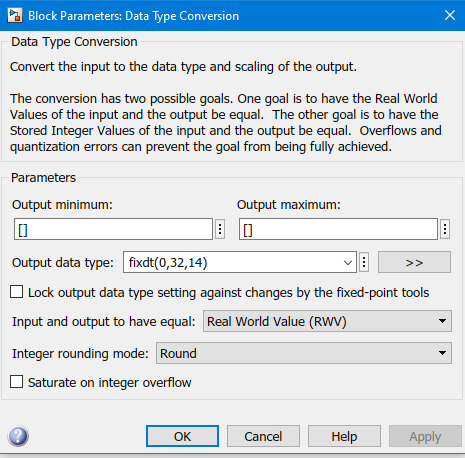 Block Parameters: Data Type Conversion
Data Type Conversion
Convert the input to the data type and scaling of the output.
The conversion has two possible goals. One goal is to have the Real World
Values of the input and the output be equal.  The other goal is to have the
Stored Integer Values of the input and the output be equal.  Overflows and
quantization errors can prevent the goal from being fully achieved.
Parameters
Output minimum: Output maximum:
[] []
Output data type: fixdt(0,32,14) >>
Lock output data type setting against changes by the fixed-point tools
Input and output to have equal: Real World Value (RWV)
Integer rounding mode: Round
Saturate on integer overflow
? OK Cancel Help Apply